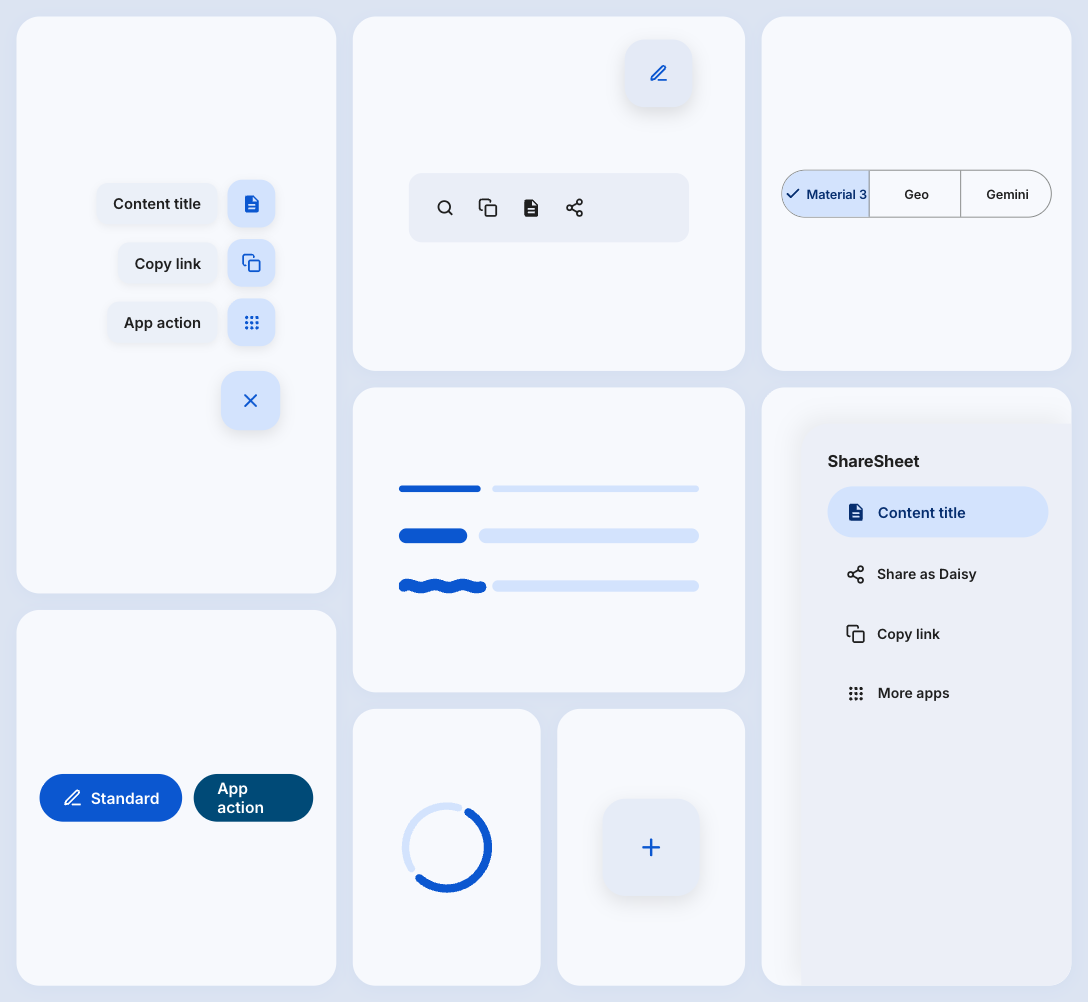 Content title
Copy link
App action
Material 3
Geo
Gemini
ShareSheet
Content title
Share as Daisy
Copy link
More apps
Standard
App
action